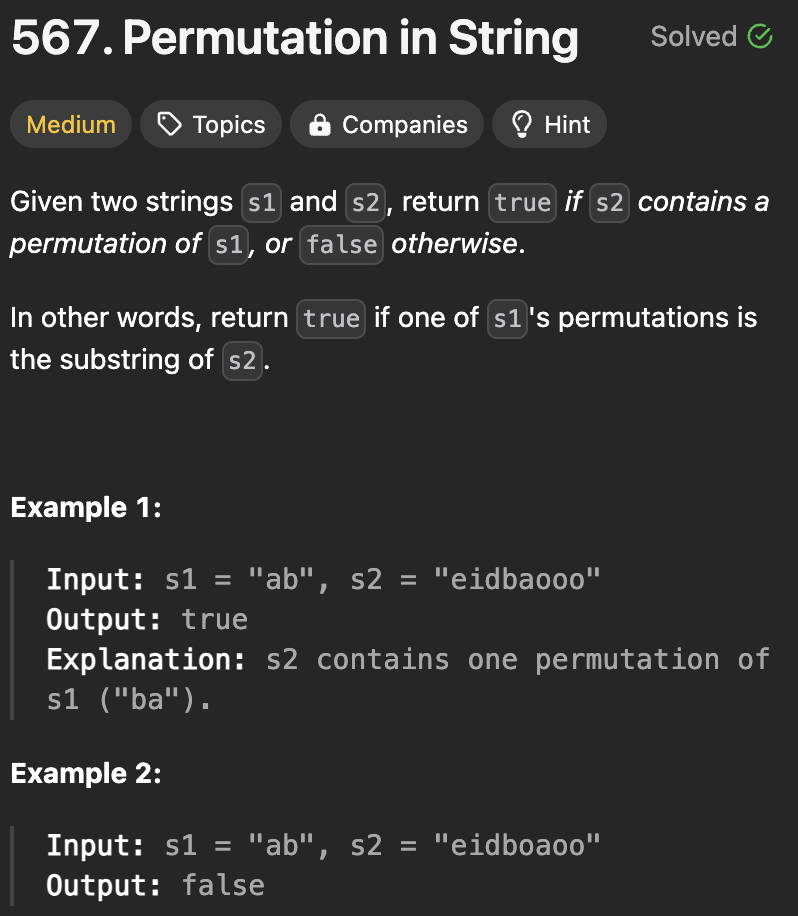 567. Permutation in String
Solved
Medium
Topics
Companies
Hint
Given two strings s1 and s2, return true if s2 contains a
permutation of s1, or false otherwise.
In other words, return true if one of s1's permutations is
the substring of s2.
Example 1:
Input: s1 = "ab", s2 = "eidbaooo"
Output: true
Explanation: s2 contains one permutation of
s1 ("ba").
Example 2:
Input: s1 = "ab", s2 = "eidboaoo"
Output: false